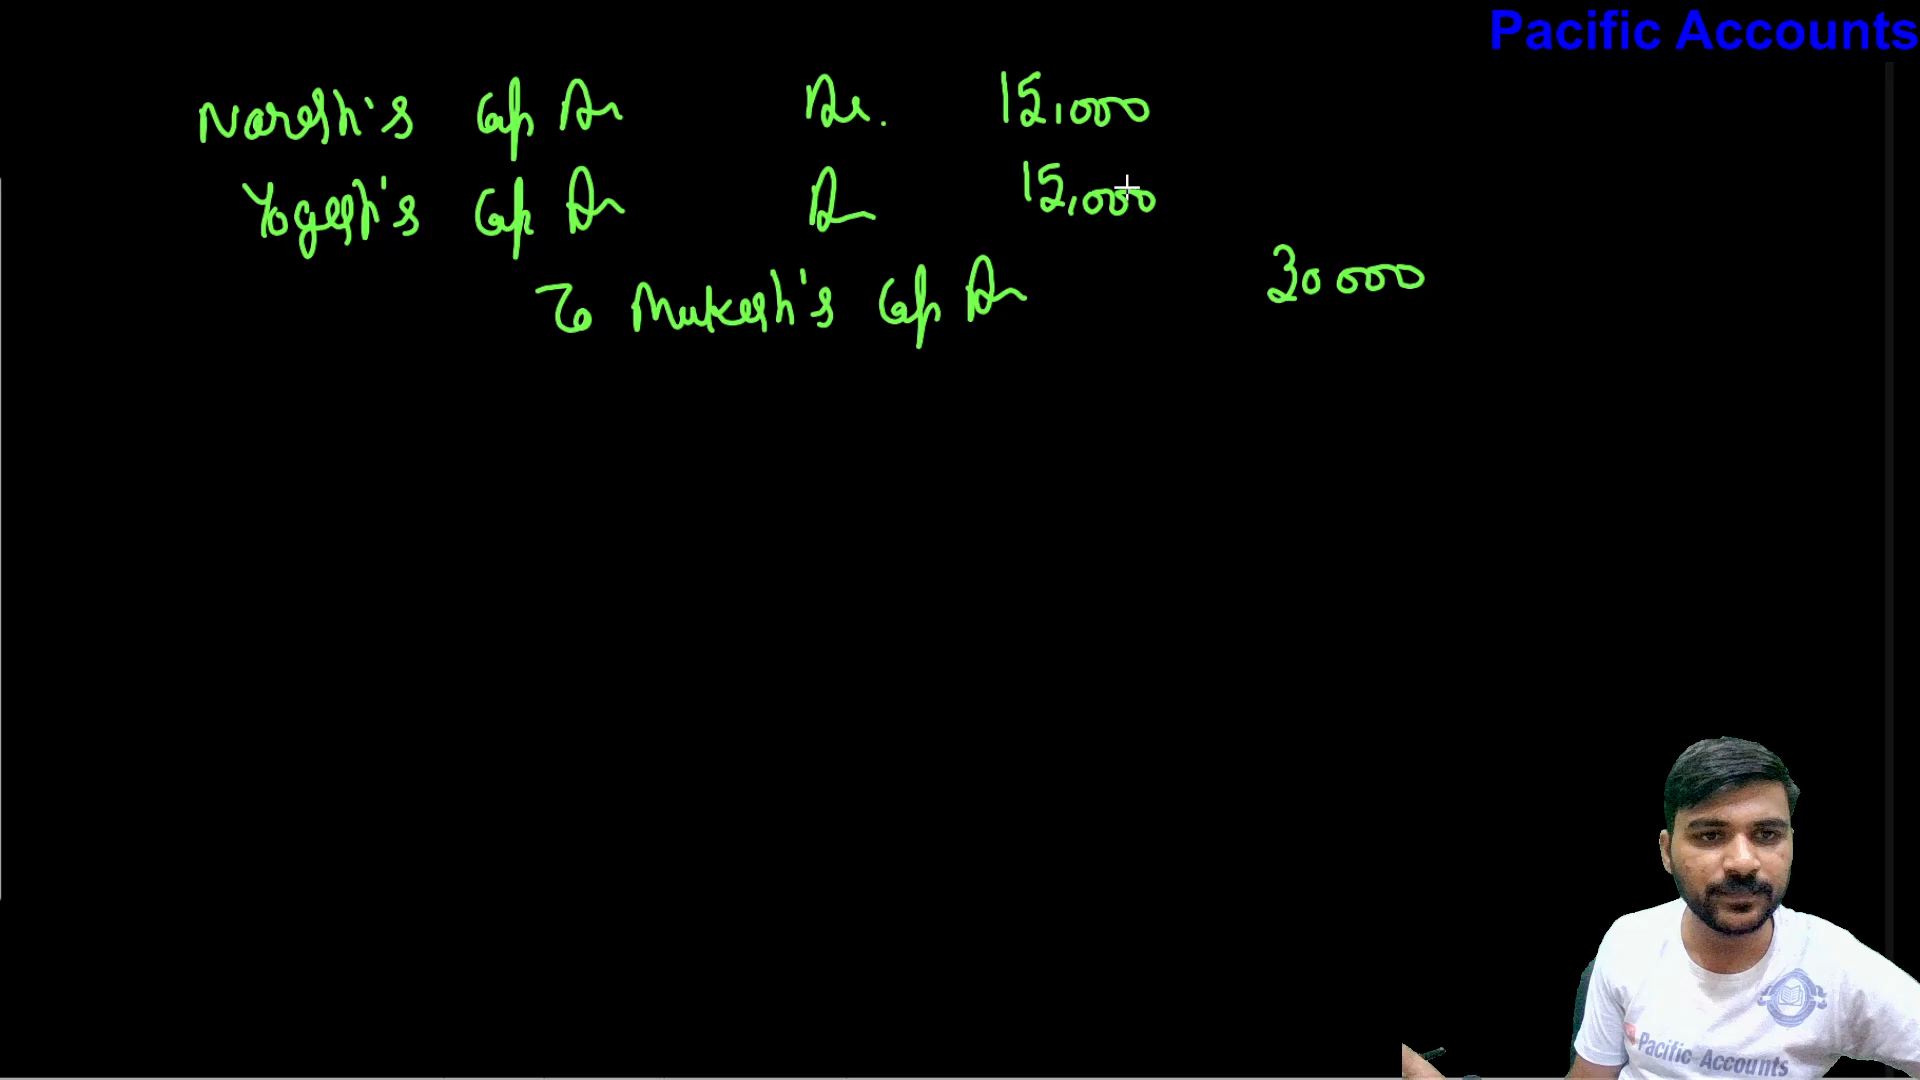 Pacific Accounts
Naresh's Cap A/c Dr. 15,000
Yogesh's Cap A/c Dr 15,000
To Mukesh's Cap A/c 30000
Pacific Accounts